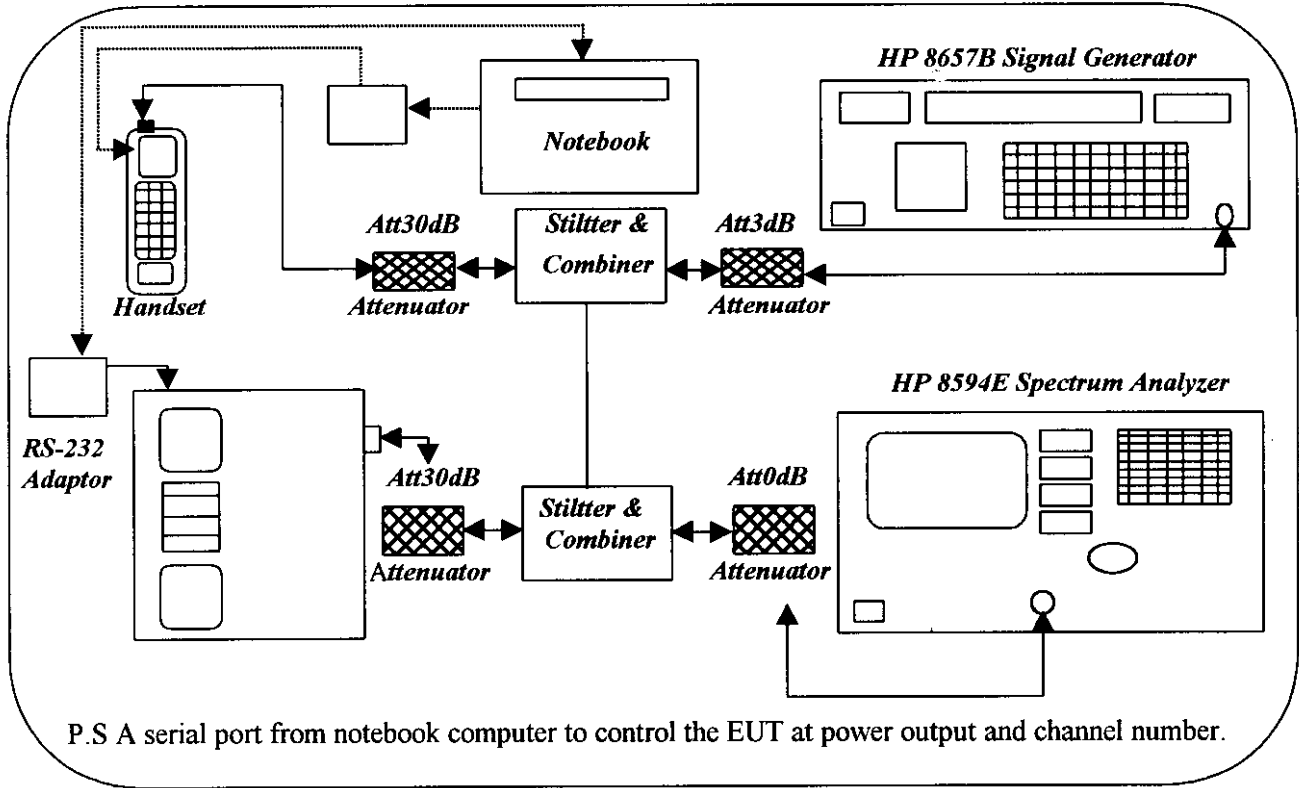 HP 8657B Signal Generator
Notebook
Att30dB
Stiltter &
Combiner
Att3dB
Attenuator
Attenuator
Handset
HP 8594E Spectrum Analyzer
RS-232
Adaptor
Att30dB
Stiltter &
Combiner
Att0dB
Attenuator
Attenuator
P.S A serial port from notebook computer to control the EUT at power output and channel number.